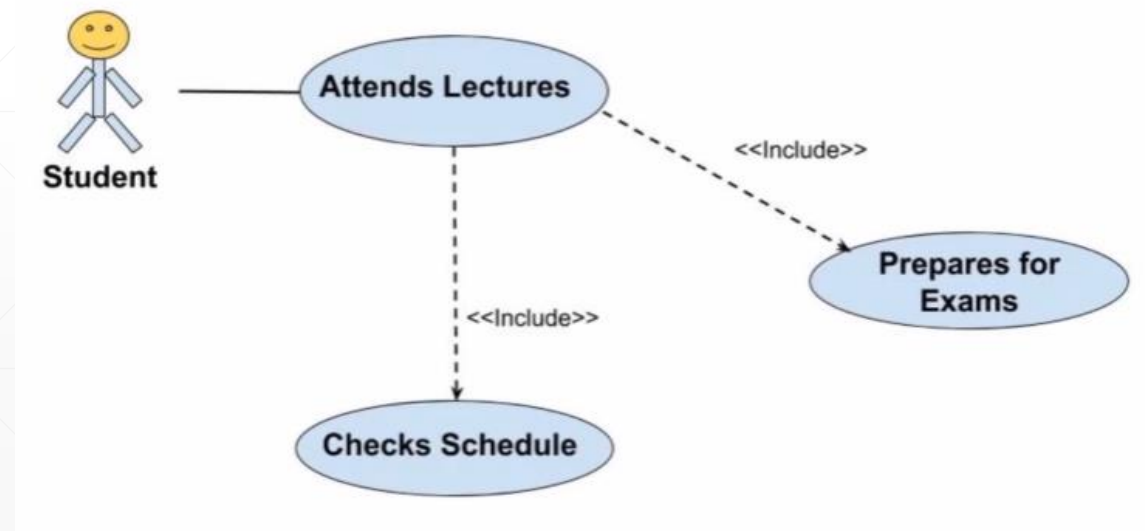 Attends Lectures
<<Include>>
Student
Prepares for
Exams
<<Include>>
Checks Schedule